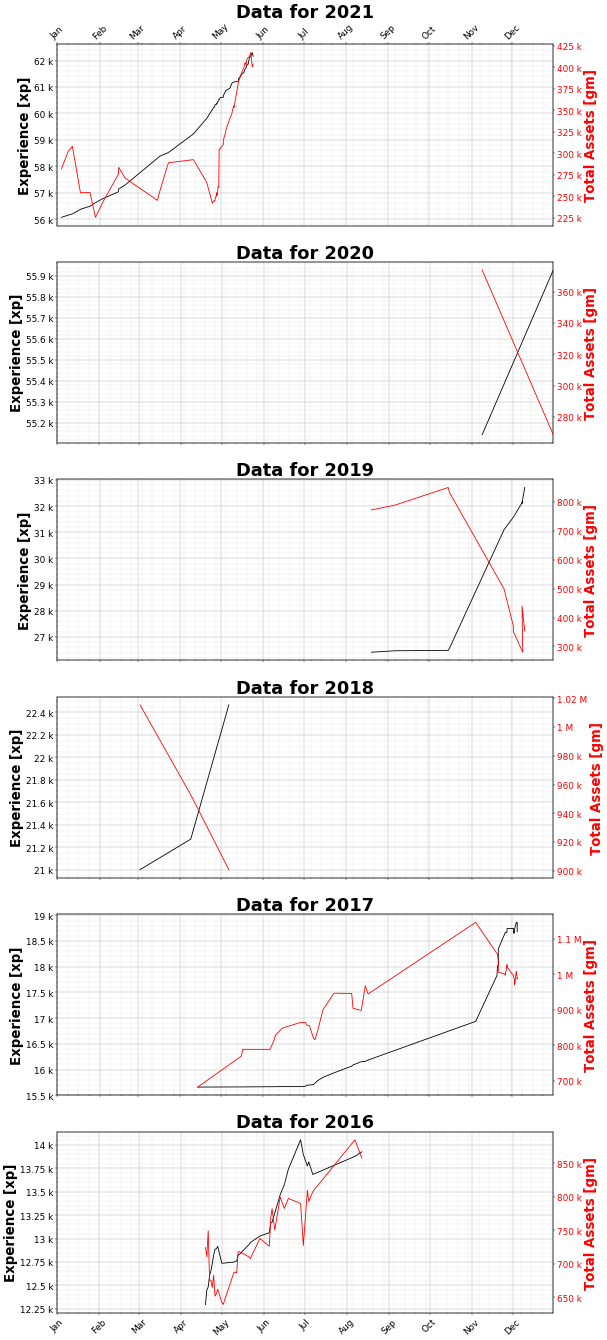 Data for 2021
Jan Feb Mar Apr May Jun Jul Aug Sep Oct Nov Dec
Experience [xp]
62 k
61 k
60 k
59 k
58 k
57 k
56 k
425 k
400 k
375 k
350 k
325 k
300 k
275 k
250 k
225 k
Total Assets [gm]
Data for 2020
Experience [xp]
55.9 k
55.8 k
55.7 k
55.6 k
55.5 k
55.4 k
55.3 k
55.2 k
360 k
340 k
320 k
300 k
280 k
Total Assets [gm]
Data for 2019
Experience [xp]
33 k
32 k
31 k
30 k
29 k
28 k
27 k
800 k
700 k
600 k
500 k
400 k
300 k
Total Assets [gm]
Data for 2018
Experience [xp]
22.4 k
22.2 k
22 k
21.8 k
21.6 k
21.4 k
21.2 k
21 k
1.02 M
1 M
980 k
960 k
940 k
920 k
900 k
Total Assets [gm]
Data for 2017
Experience [xp]
19 k
18.5 k
18 k
17.5 k
17 k
16.5 k
16 k
15.5 k
1.1 M
1 M
900 k
800 k
700 k
Total Assets [gm]
Data for 2016
Experience [xp]
14 k
13.75 k
13.5 k
13.25 k
13 k
12.75 k
12.5 k
12.25 k
850 k
800 k
750 k
700 k
650 k
Total Assets [gm]
Jan Feb Mar Apr May Jun Jul Aug Sep Oct Nov Dec